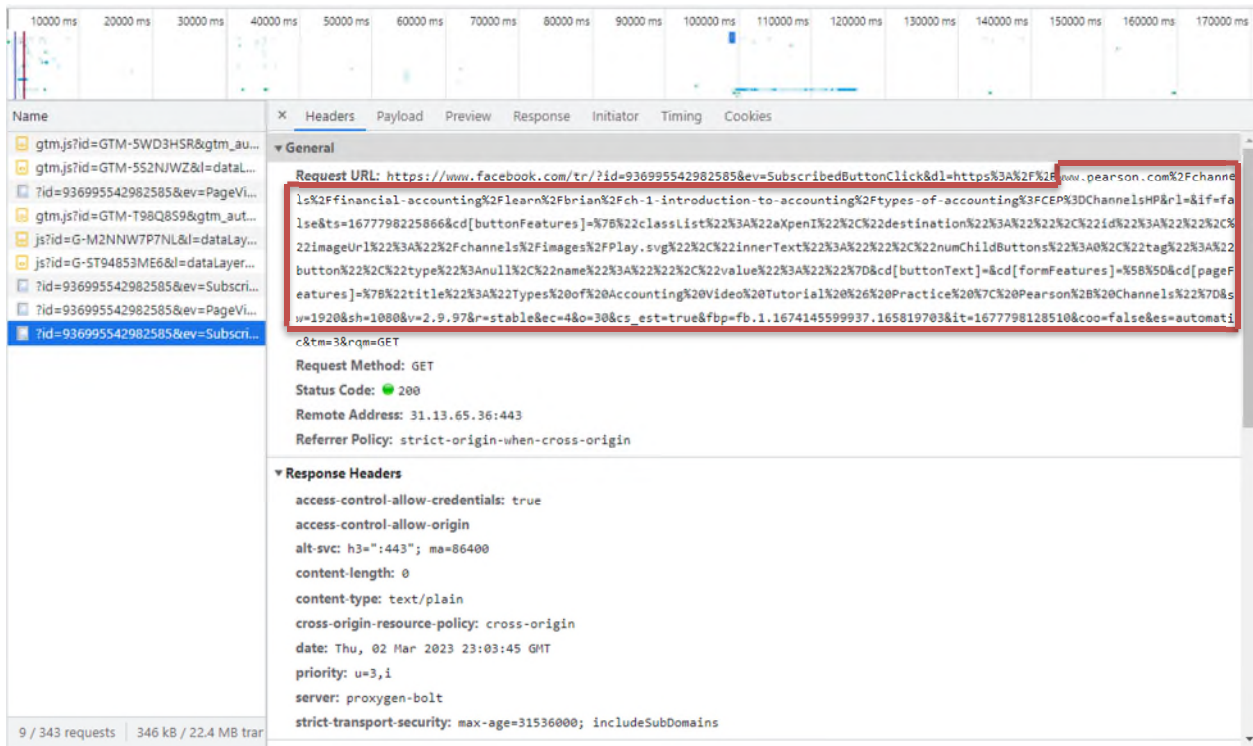 10000 ms 20000 ms 30000 ms 40000 ms 50000 ms 60000 ms 70000 ms 80000 ms 90000 ms 100000 ms 110000 ms 120000 ms 130000 ms 140000 ms 150000 ms 160000 ms 170000 ms
Name
gtm.js?id=GTM-5WD3HSR&gtm_au...
gtm.js?id=GTM-5S2NJWZ&l=dataL...
?id=936995542982585&ev=PageVi...
gtm.js?id=GTM-T98Q8S9&gtm_aut...
js?id=G-M2NNW7P7NL&l=dataLay...
js?id=G-ST94853ME6&l=dataLayer...
?id=936995542982585&ev=Subscri...
?id=936995542982585&ev=PageVi...
?id=936995542982585&ev=Subscri...
9 / 343 requests 346 kB / 22.4 MB trar
× Headers Payload Preview Response Initiator Timing Cookies
▼ General
Request URL: https://www.facebook.com/tr/?id=936995542982585&ev=SubscribedButtonClick&dl=https%3A%2F%2Fwww.pearson.com%2Fchanne
ls%2Ffinancial-accounting%2Flearn%2Fbrian%2Fch-1-introduction-to-accounting%2Ftypes-of-accounting%3FCEP%3DChannelsHP&rl=&if=fa
lse&ts=1677798225866&cd[buttonFeatures]=%7B%22classList%22%3A%22aXpenI%22%2C%22destination%22%3A%22%22%2C%22id%22%3A%22%22%2C%
22imageUrl%22%3A%22%2Fchannels%2Fimages%2FPlay.svg%22%2C%22innerText%22%3A%22%22%2C%22numChildButtons%22%3A0%2C%22tag%22%3A%22
button%22%2C%22type%22%3Anull%2C%22name%22%3A%22%22%2C%22value%22%3A%22%22%7D&cd[buttonText]=&cd[formFeatures]=%5B%5D&cd[pageF
eatures]=%7B%22title%22%3A%22Types%20of%20Accounting%20Video%20Tutorial%20%26%20Practice%20%7C%20Pearson%2B%20Channels%22%7D&s
w=1920&sh=1080&v=2.9.97&r=stable&ec=4&o=30&cs_est=true&fbp=fb.1.1674145599937.165819703&it=1677798128510&coo=false&es=automati
c&tm=3&rqm=GET
Request Method: GET
Status Code: 200
Remote Address: 31.13.65.36:443
Referrer Policy: strict-origin-when-cross-origin
▼ Response Headers
access-control-allow-credentials: true
access-control-allow-origin
alt-svc: h3=":443"; ma=86400
content-length: 0
content-type: text/plain
cross-origin-resource-policy: cross-origin
date: Thu, 02 Mar 2023 23:03:45 GMT
priority: u=3,i
server: proxygen-bolt
strict-transport-security: max-age=31536000; includeSubDomains